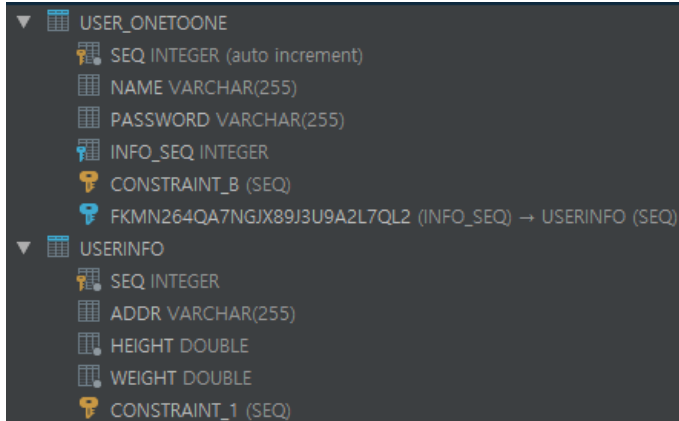 USER_ONETOONE
SEQ INTEGER (auto increment)
NAME VARCHAR(255)
PASSWORD VARCHAR(255)
INFO_SEQ INTEGER
CONSTRAINT_B (SEQ)
FKMN264QA7NGJX89J3U9A2L7QL2 (INFO_SEQ) → USERINFO (SEQ)
USERINFO
SEQ INTEGER
ADDR VARCHAR(255)
HEIGHT DOUBLE
WEIGHT DOUBLE
CONSTRAINT_1 (SEQ)